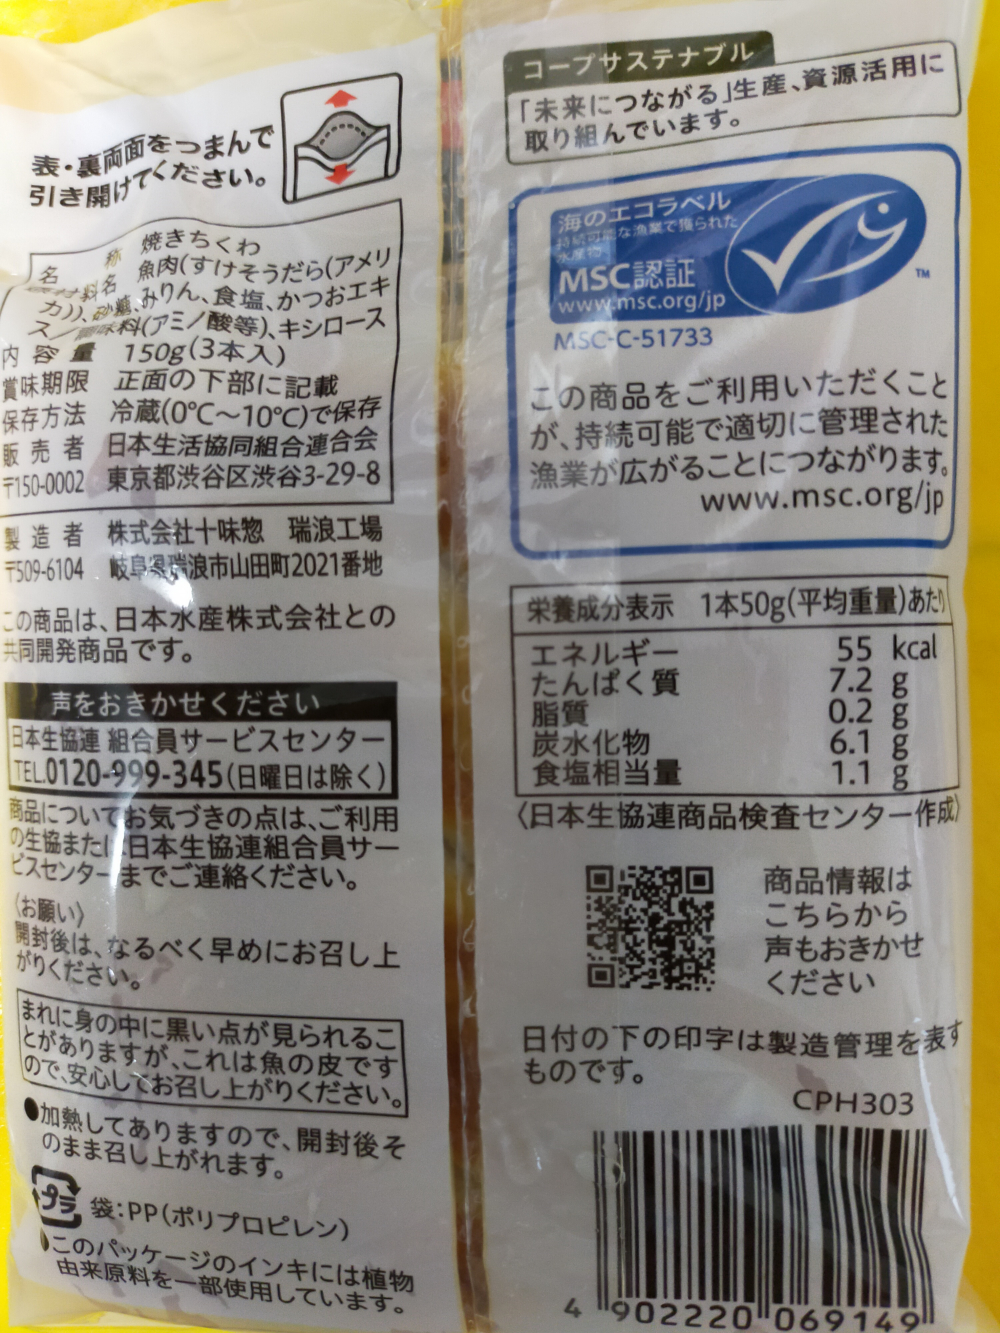 表・裏両面をつまんで
引き開けてください。
名 称 焼きちくわ
原材料名 魚肉(すけそうだら(アメリ
カ))、砂糖、みりん、食塩、かつおエキ
ス/調味料(アミノ酸等)、キシロース
内容量 150g(3本入)
賞味期限 正面の下部に記載
保存方法 冷蔵(0℃～10℃)で保存
販売者 日本生活協同組合連合会
〒150-0002 東京都渋谷区渋谷3-29-8
製造者 株式会社十味惣 瑞浪工場
〒509-6104 岐阜県瑞浪市山田町2021番地
この商品は、日本水産株式会社との
共同開発商品です。
声をおきかせください
日本生協連 組合員サービスセンター
TEL.0120-999-345(日曜日は除く)
商品についてお気づきの点は、ご利用
の生協または日本生協連組合員サー
ビスセンターまでご連絡ください。
〈お願い〉
開封後は、なるべく早めにお召し上
がりください。
まれに身の中に黒い点が見られるこ
とがありますが、これは魚の皮です
ので、安心してお召し上がりください。
●加熱してありますので、開封後そ
のまま召し上がれます。
プラ 袋:PP(ポリプロピレン)
●このパッケージのインキには植物
由来原料を一部使用しています。
コープサステナブル
「未来につながる」生産、資源活用に
取り組んでいます。
海のエコラベル
持続可能な漁業で獲られた
水産物
MSC認証
www.msc.org/jp
TM
MSC-C-51733
この商品をご利用いただくこと
が、持続可能で適切に管理された
漁業が広がることにつながります。
www.msc.org/jp
栄養成分表示 1本50g(平均重量)あたり
エネルギー 55 kcal
たんぱく質 7.2 g
脂質 0.2 g
炭水化物 6.1 g
食塩相当量 1.1 g
〈日本生協連商品検査センター作成〉
商品情報は
こちらから
声もおきかせ
ください
日付の下の印字は製造管理を表す
ものです。
CPH303
4 902220 069149